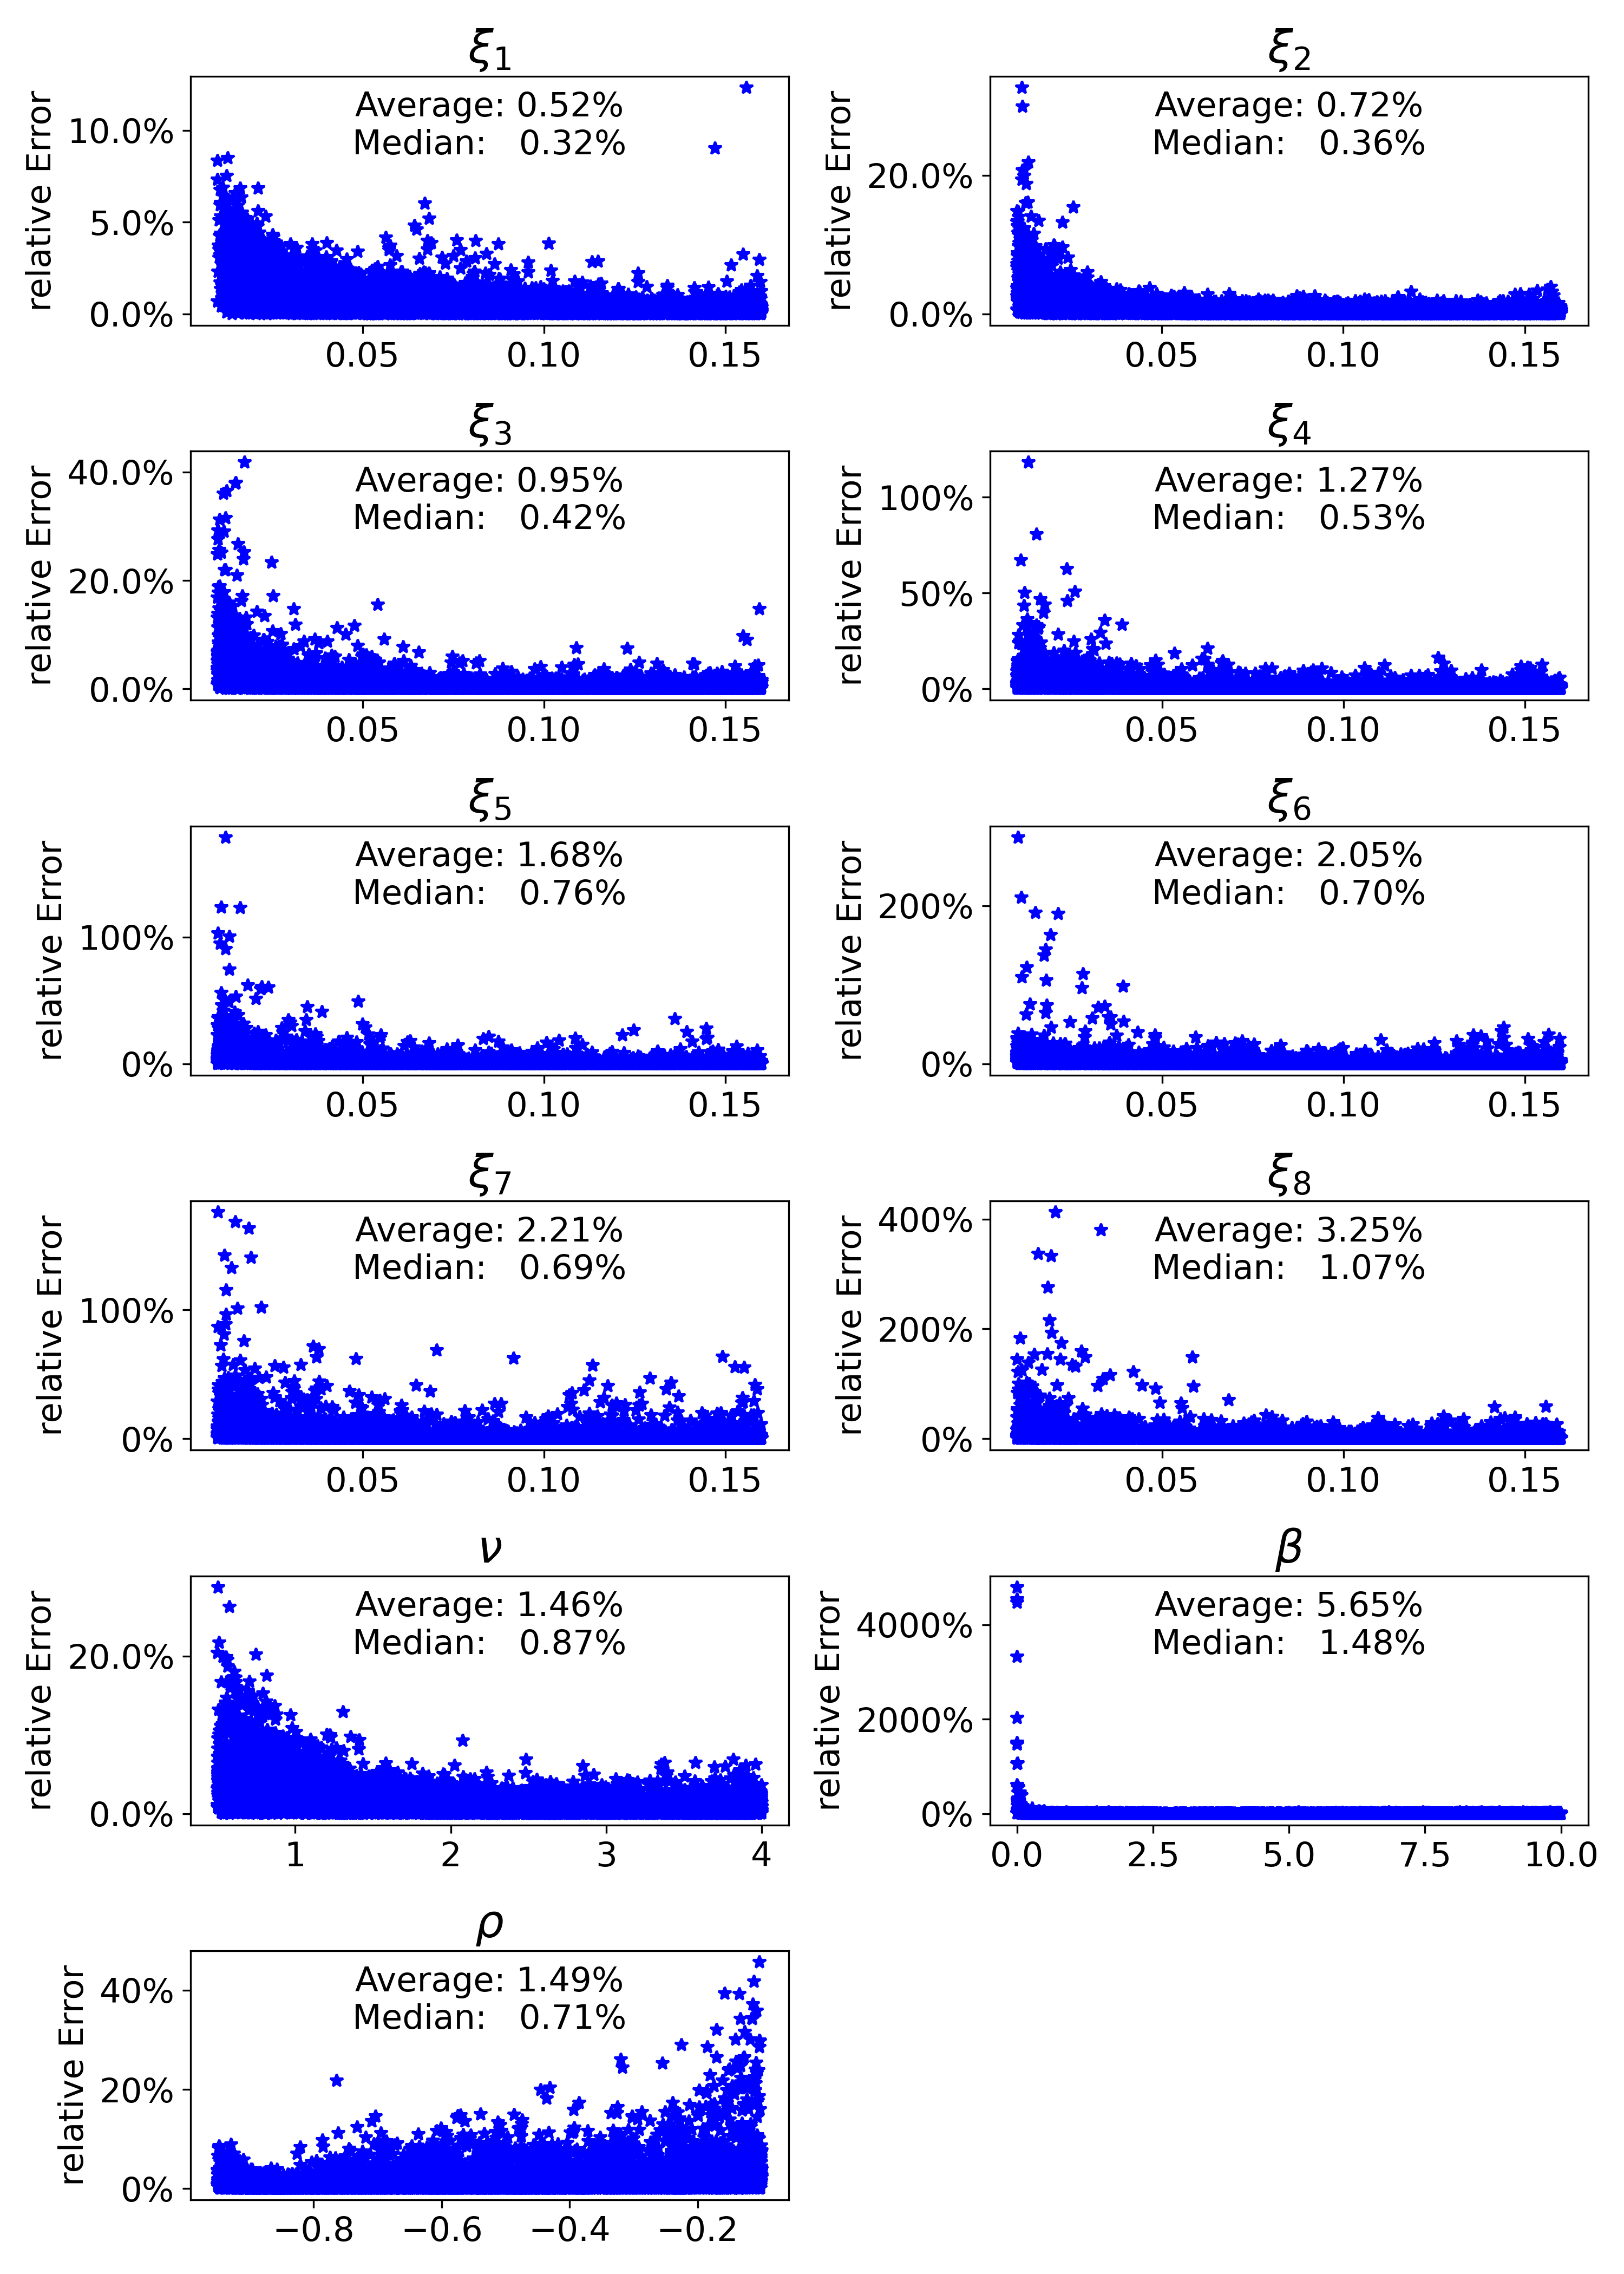 ξ1
Average: 0.52%
Median: 0.32%
relative Error
10.0%
5.0%
0.0%
0.05 0.10 0.15
ξ2
Average: 0.72%
Median: 0.36%
relative Error
20.0%
0.0%
0.05 0.10 0.15
ξ3
Average: 0.95%
Median: 0.42%
relative Error
40.0%
20.0%
0.0%
0.05 0.10 0.15
ξ4
Average: 1.27%
Median: 0.53%
relative Error
100%
50%
0%
0.05 0.10 0.15
ξ5
Average: 1.68%
Median: 0.76%
relative Error
100%
0%
0.05 0.10 0.15
ξ6
Average: 2.05%
Median: 0.70%
relative Error
200%
0%
0.05 0.10 0.15
ξ7
Average: 2.21%
Median: 0.69%
relative Error
100%
0%
0.05 0.10 0.15
ξ8
Average: 3.25%
Median: 1.07%
relative Error
400%
200%
0%
0.05 0.10 0.15
ν
Average: 1.46%
Median: 0.87%
relative Error
20.0%
0.0%
1 2 3 4
β
Average: 5.65%
Median: 1.48%
relative Error
4000%
2000%
0%
0.0 2.5 5.0 7.5 10.0
ρ
Average: 1.49%
Median: 0.71%
relative Error
40%
20%
0%
−0.8 −0.6 −0.4 −0.2